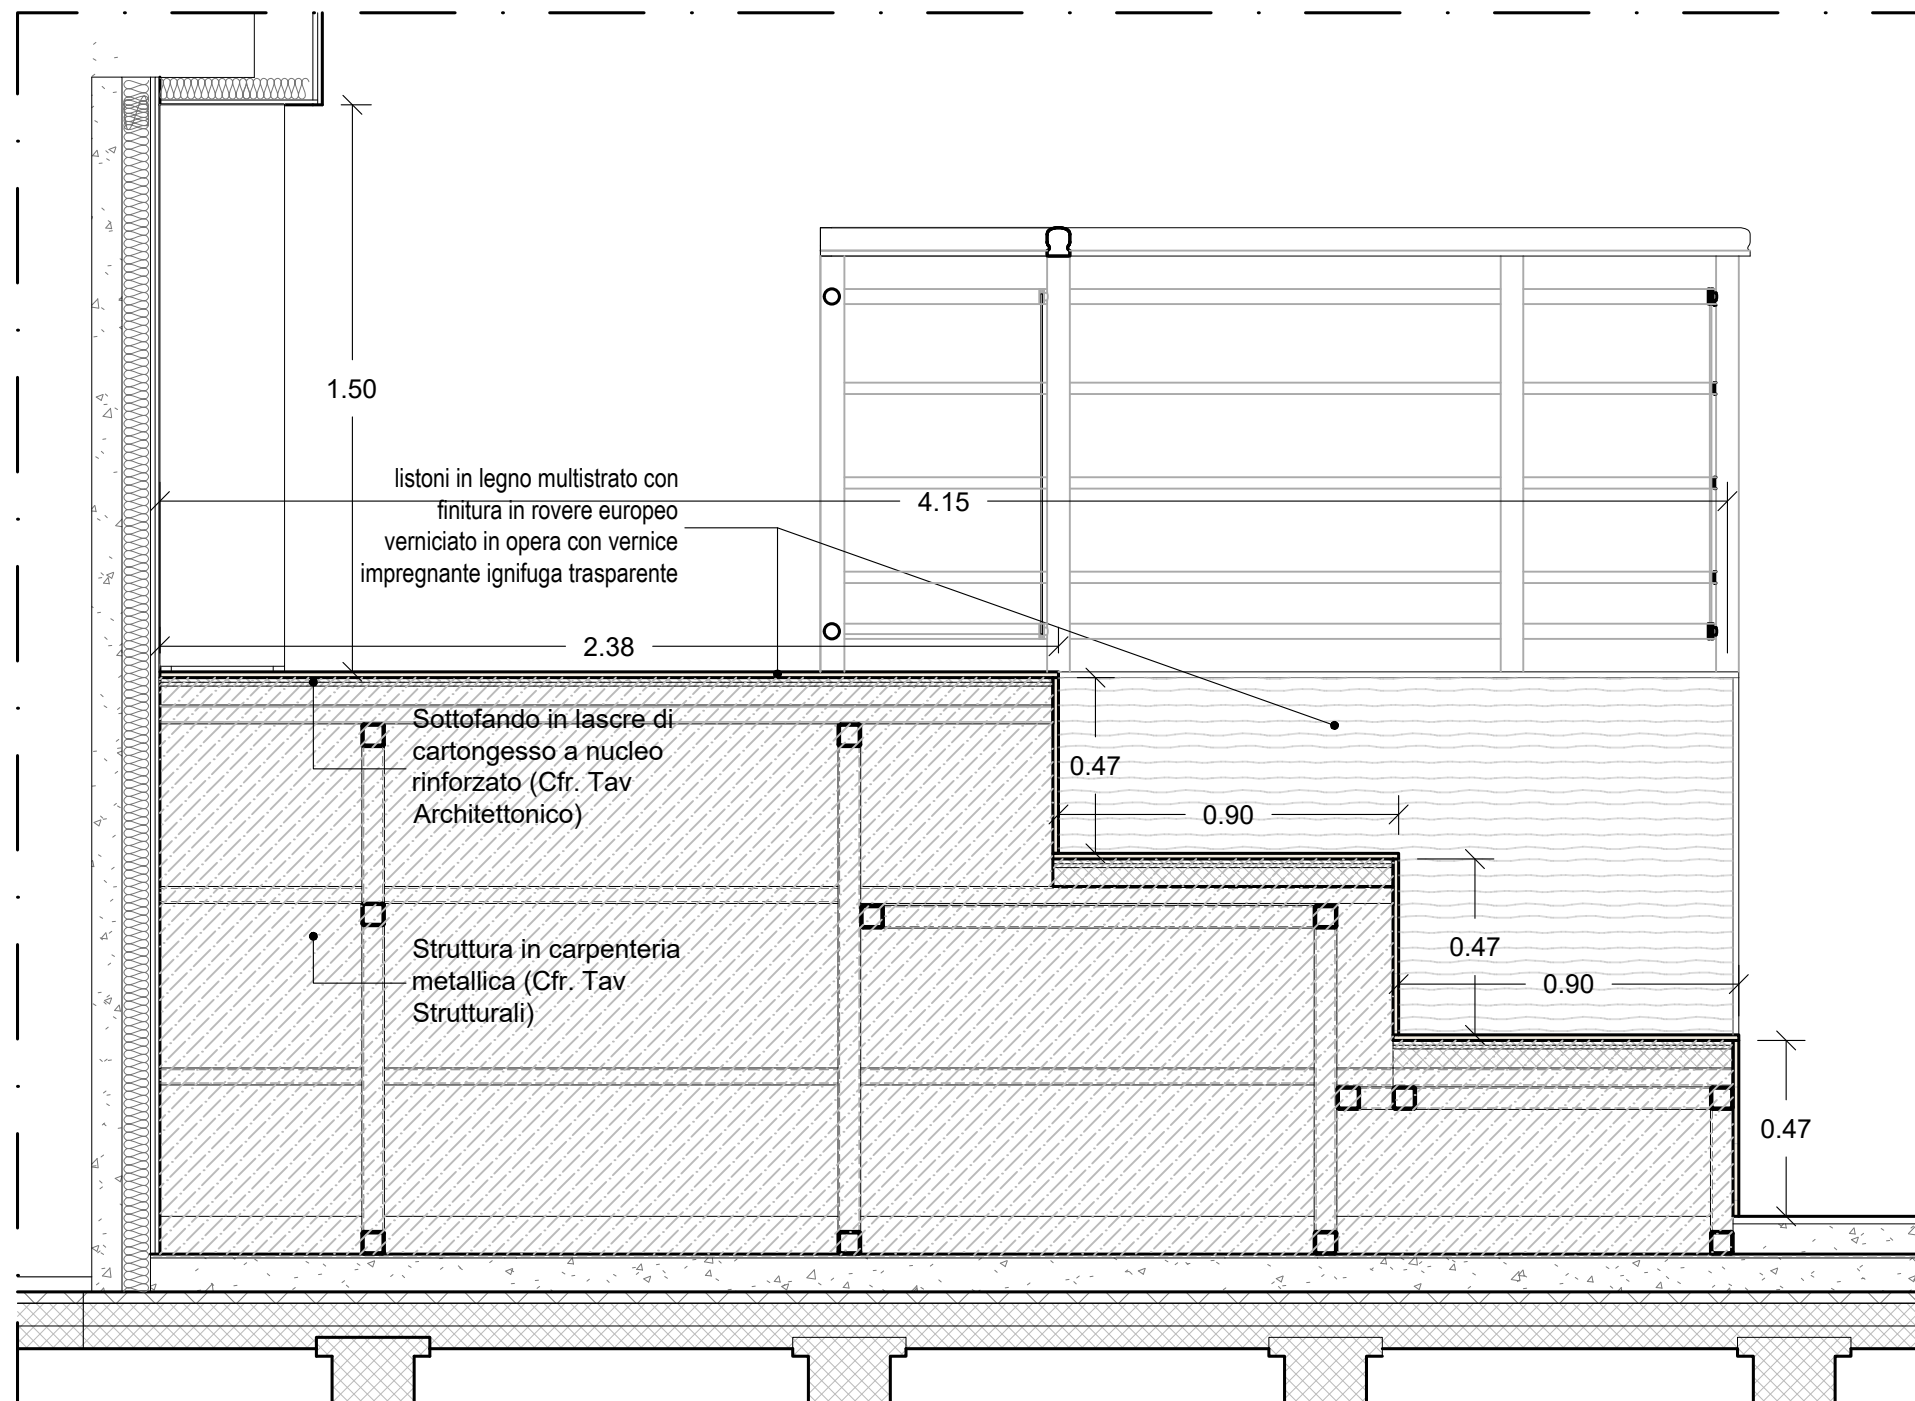 1.50
listoni in legno multistrato con
finitura in rovere europeo
verniciato in opera con vernice
impregnante ignifuga trasparente
4.15
2.38
Sottofando in lascre di
cartongesso a nucleo
rinforzato (Cfr. Tav
Architettonico)
0.47
0.90
Struttura in carpenteria
metallica (Cfr. Tav
Strutturali)
0.47
0.90
0.47